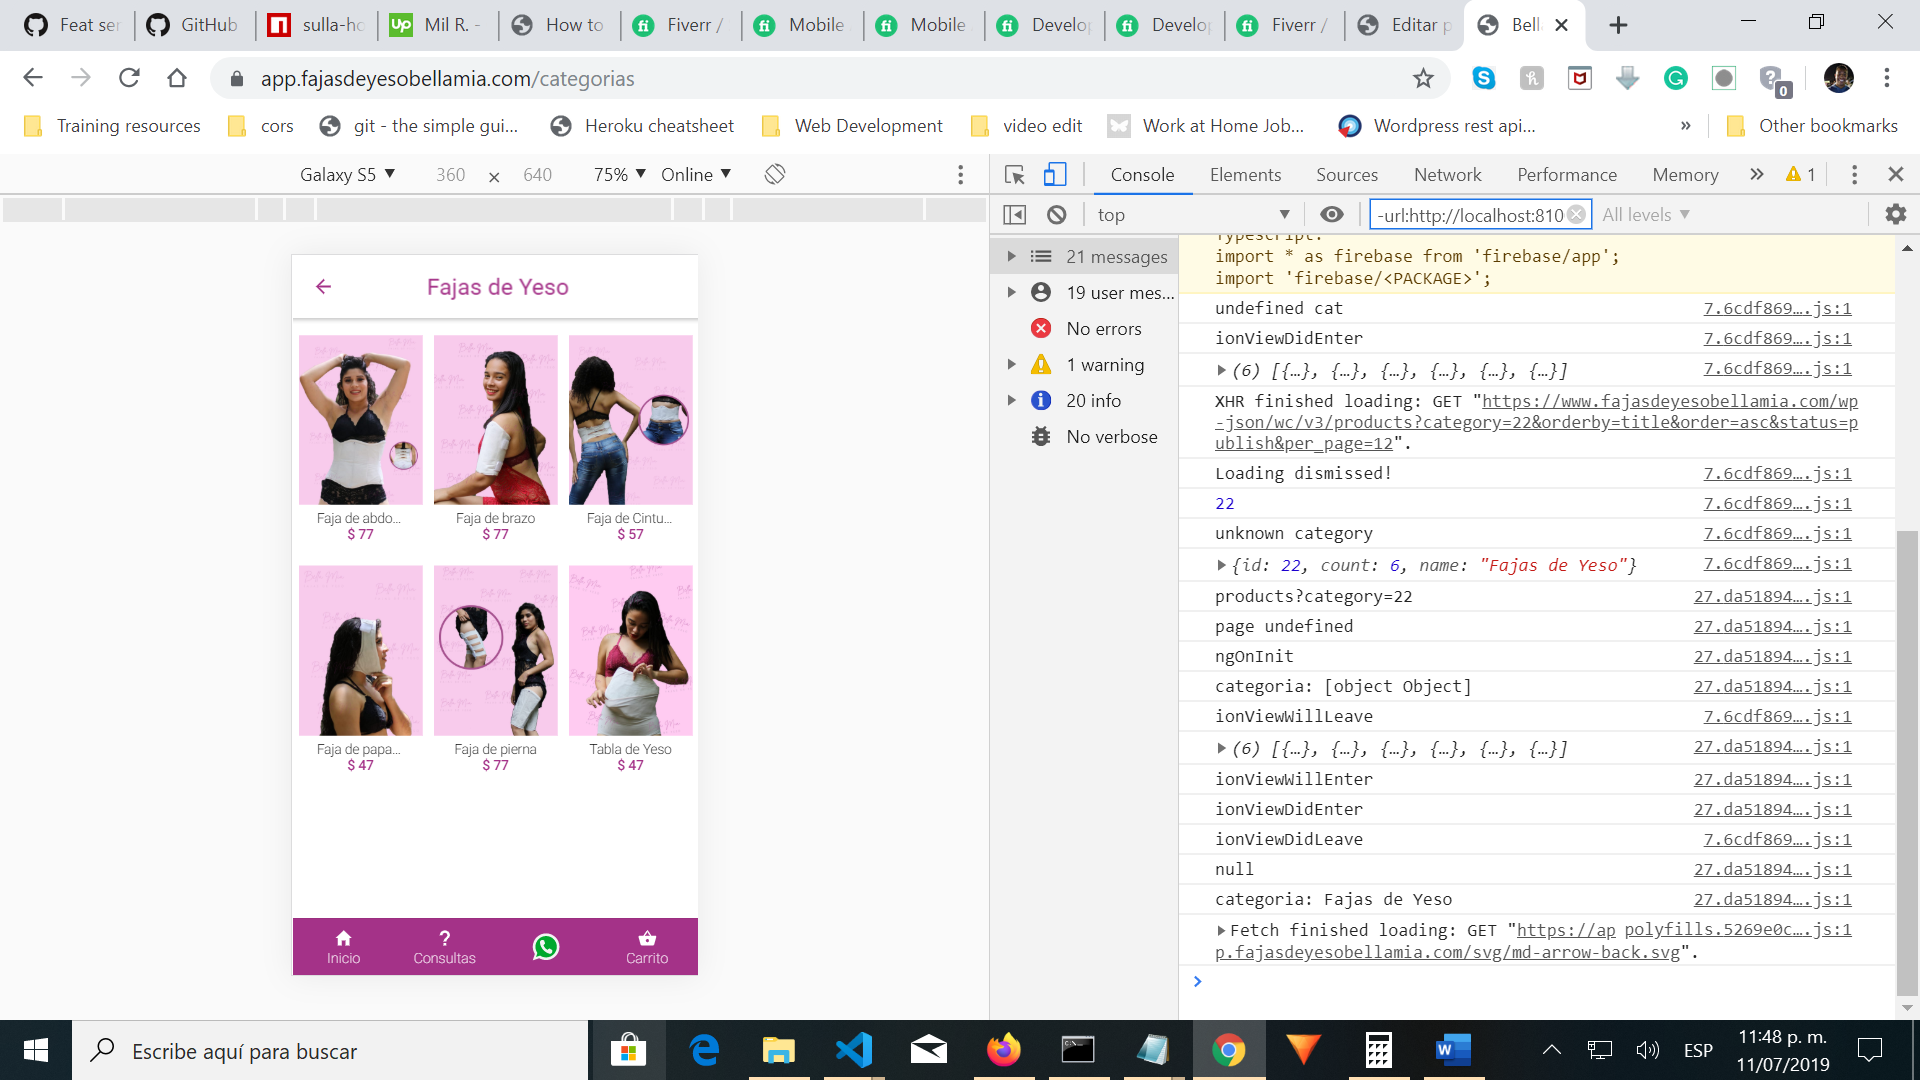 Feat ser
GitHub
sulla-ho
Mil R. -
How to
Fiverr /
Mobile
Mobile
Develop
Develop
Fiverr /
Editar p
Bell
app.fajasdeyesobellamia.com/categorias
0
Training resources
cors
git - the simple gui...
Heroku cheatsheet
Web Development
video edit
Work at Home Job...
Wordpress rest api...
»
Other bookmarks
Galaxy S5 ▼ 360 × 640 75% ▼ Online ▼
Console Elements Sources Network Performance Memory » 1
top ▼ -url:http://localhost:810 All levels ▼
21 messages
19 user mes...
No errors
1 warning
20 info
No verbose
Typescript:
import * as firebase from 'firebase/app';
import 'firebase/<PACKAGE>';
undefined cat 7.6cdf869….js:1
ionViewDidEnter 7.6cdf869….js:1
(6) [{…}, {…}, {…}, {…}, {…}, {…}] 7.6cdf869….js:1
XHR finished loading: GET "https://www.fajasdeyesobellamia.com/wp
-json/wc/v3/products?category=22&orderby=title&order=asc&status=p
ublish&per_page=12".
Loading dismissed! 7.6cdf869….js:1
22 7.6cdf869….js:1
unknown category 7.6cdf869….js:1
{id: 22, count: 6, name: "Fajas de Yeso"} 7.6cdf869….js:1
products?category=22 27.da51894….js:1
page undefined 27.da51894….js:1
ngOnInit 27.da51894….js:1
categoria: [object Object] 27.da51894….js:1
ionViewWillLeave 7.6cdf869….js:1
(6) [{…}, {…}, {…}, {…}, {…}, {…}] 27.da51894….js:1
ionViewWillEnter 27.da51894….js:1
ionViewDidEnter 27.da51894….js:1
ionViewDidLeave 7.6cdf869….js:1
null 27.da51894….js:1
categoria: Fajas de Yeso 27.da51894….js:1
Fetch finished loading: GET "https://ap polyfills.5269e0c….js:1
p.fajasdeyesobellamia.com/svg/md-arrow-back.svg".
Fajas de Yeso
Faja de abdo... Faja de brazo Faja de Cintu...
$ 77 $ 77 $ 57
Faja de papa... Faja de pierna Tabla de Yeso
$ 47 $ 77 $ 47
Inicio Consultas Carrito
Escribe aquí para buscar
ESP
11:48 p. m.
11/07/2019